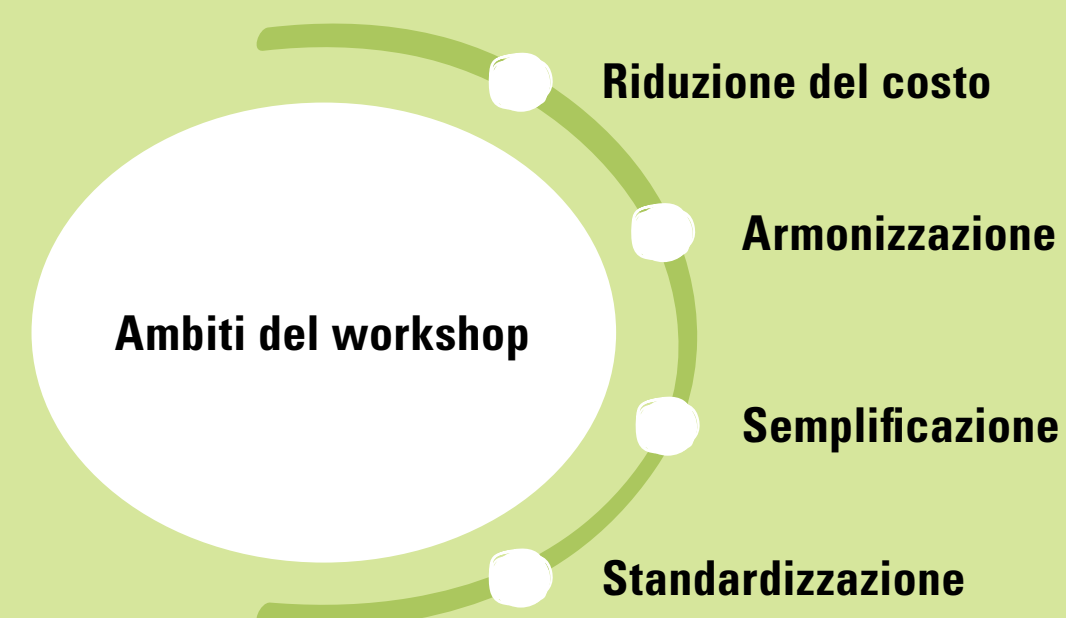 Riduzione del costo
Armonizzazione
Ambiti del workshop
Semplificazione
Standardizzazione